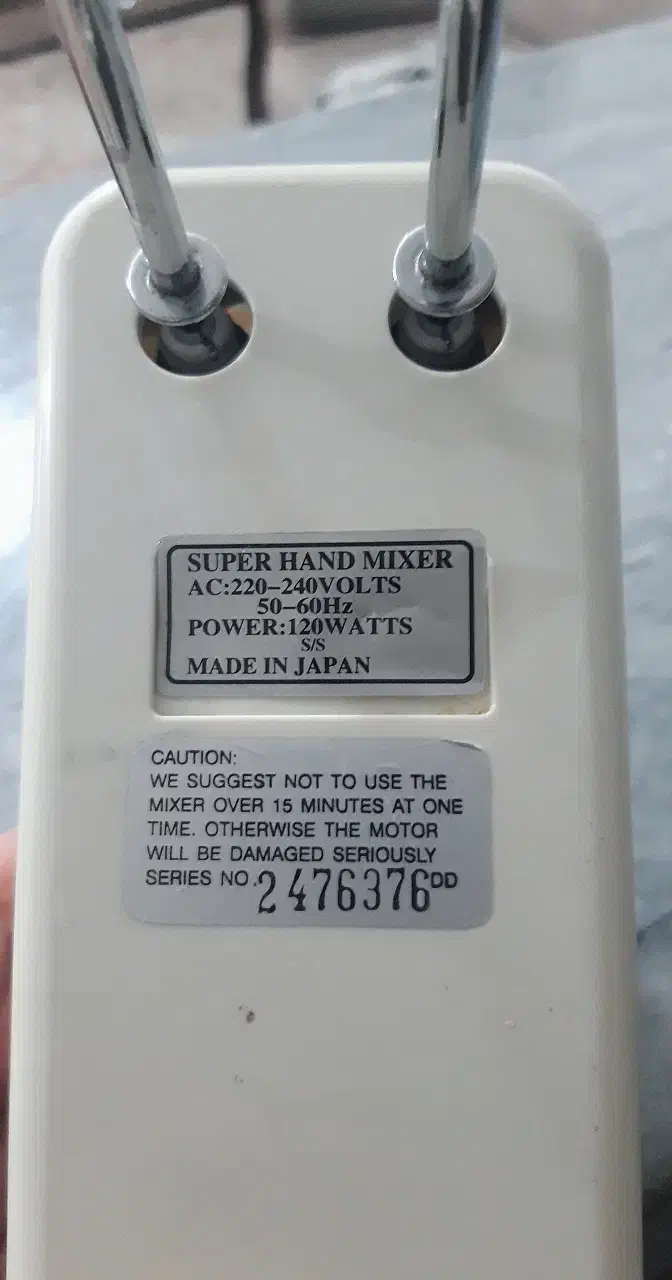 SUPER HAND MIXER
AC:220–240VOLTS
50–60Hz
POWER:120WATTS
S/S
MADE IN JAPAN
CAUTION:
WE SUGGEST NOT TO USE THE
MIXER OVER 15 MINUTES AT ONE
TIME. OTHERWISE THE MOTOR
WILL BE DAMAGED SERIOUSLY
SERIES NO. 2476376DD